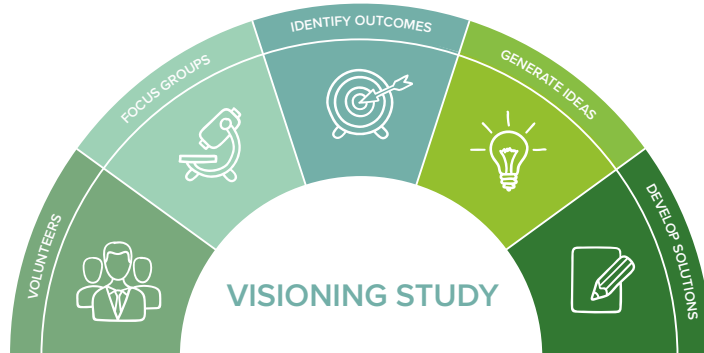 VOLUNTEERS
FOCUS GROUPS
IDENTIFY OUTCOMES
GENERATE IDEAS
DEVELOP SOLUTIONS
VISIONING STUDY